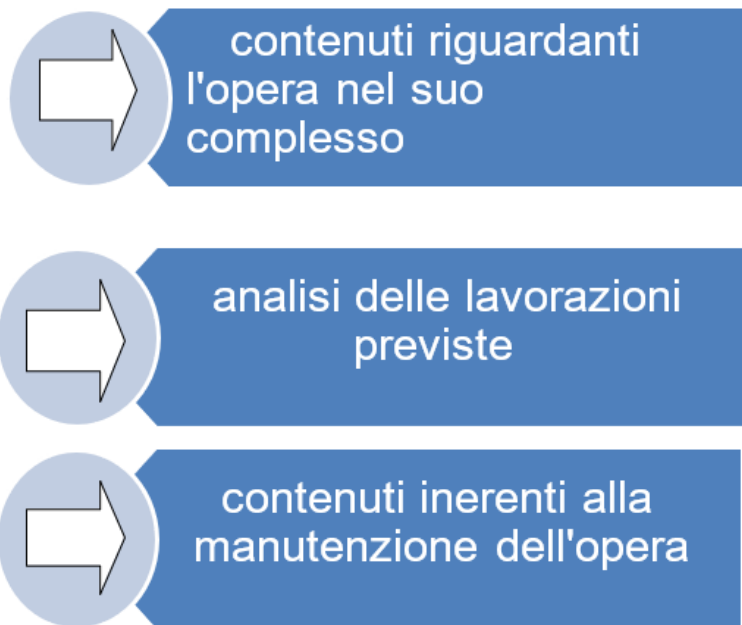 contenuti riguardanti
l'opera nel suo
complesso
analisi delle lavorazioni
previste
contenuti inerenti alla
manutenzione dell'opera